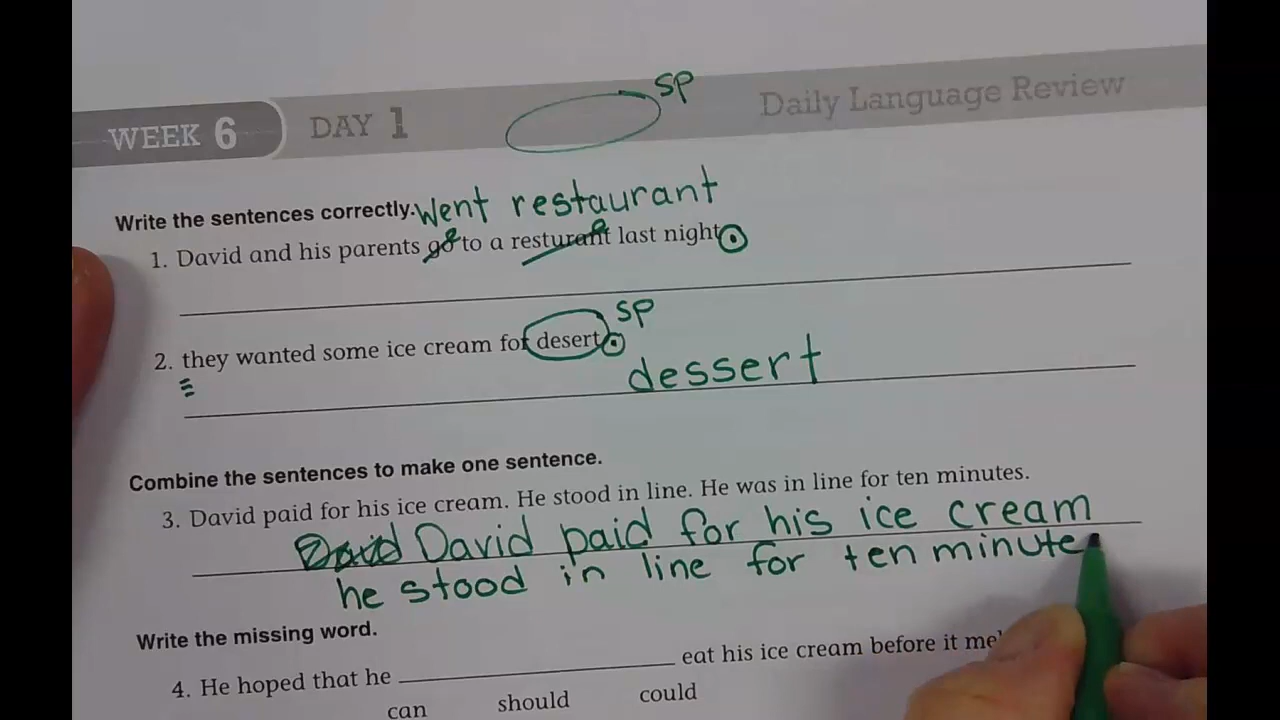 sp
WEEK 6 DAY 1 Daily Language Review
Went restaurant
Write the sentences correctly.
1. David and his parents go to a resturant last night.
sp
2. they wanted some ice cream for desert.
dessert
Combine the sentences to make one sentence.
3. David paid for his ice cream. He stood in line. He was in line for ten minutes.
David David paid for his ice cream
he stood in line for ten minute
Write the missing word.
4. He hoped that he ____________ eat his ice cream before it
can should could